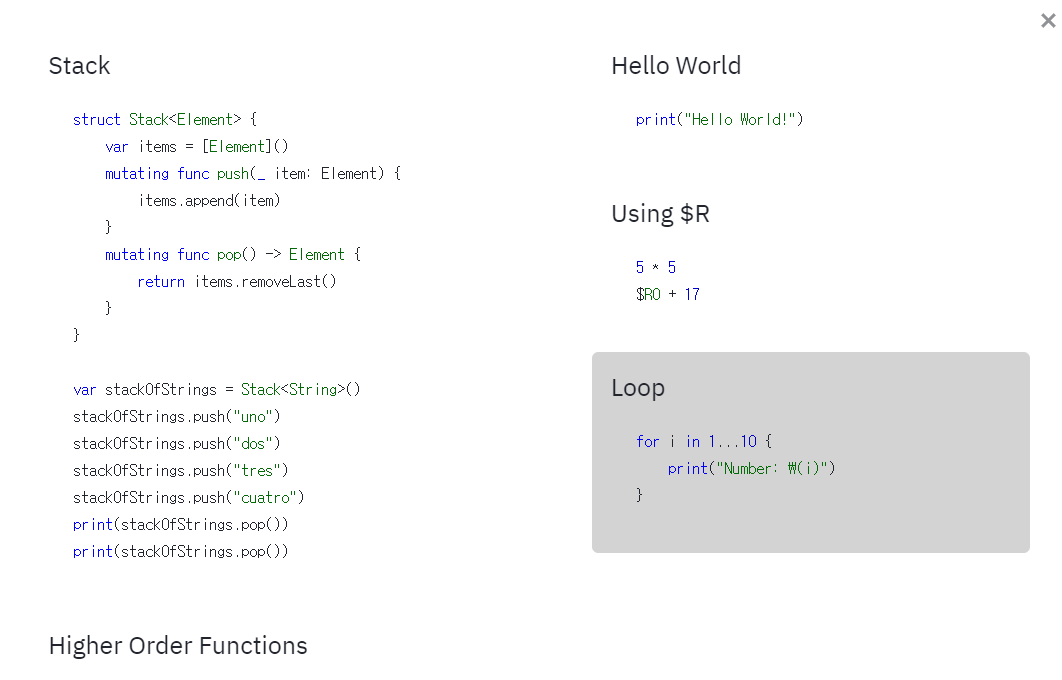 Stack
struct Stack<Element> {
    var items = [Element]()
    mutating func push(_ item: Element) {
        items.append(item)
    }
    mutating func pop() -> Element {
        return items.removeLast()
    }
}

var stackOfStrings = Stack<String>()
stackOfStrings.push("uno")
stackOfStrings.push("dos")
stackOfStrings.push("tres")
stackOfStrings.push("cuatro")
print(stackOfStrings.pop())
print(stackOfStrings.pop())
Higher Order Functions
Hello World
print("Hello World!")
Using $R
5 * 5
$R0 + 17
Loop
for i in 1...10 {
    print("Number: ₩(i)")
}